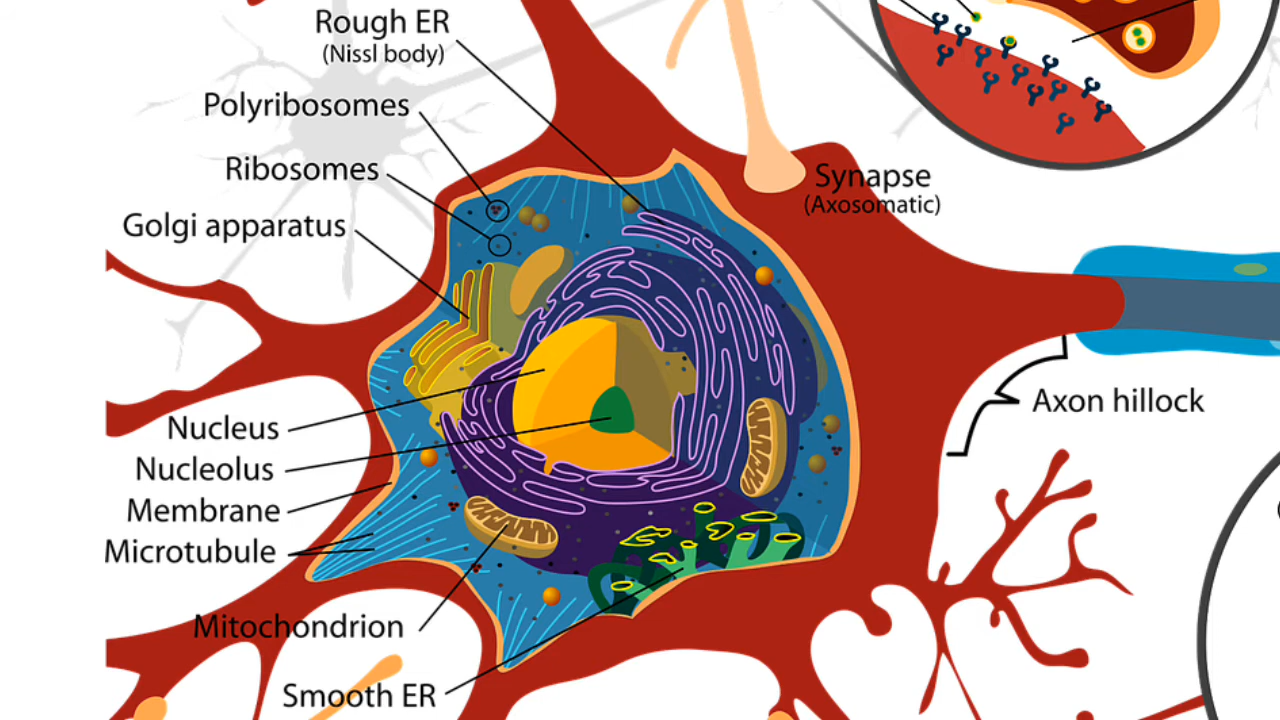 Rough ER
(Nissl body)
Polyribosomes
Ribosomes
Golgi apparatus
Synapse
(Axosomatic)
Axon hillock
Nucleus
Nucleolus
Membrane
Microtubule
Mitochondrion
Smooth ER